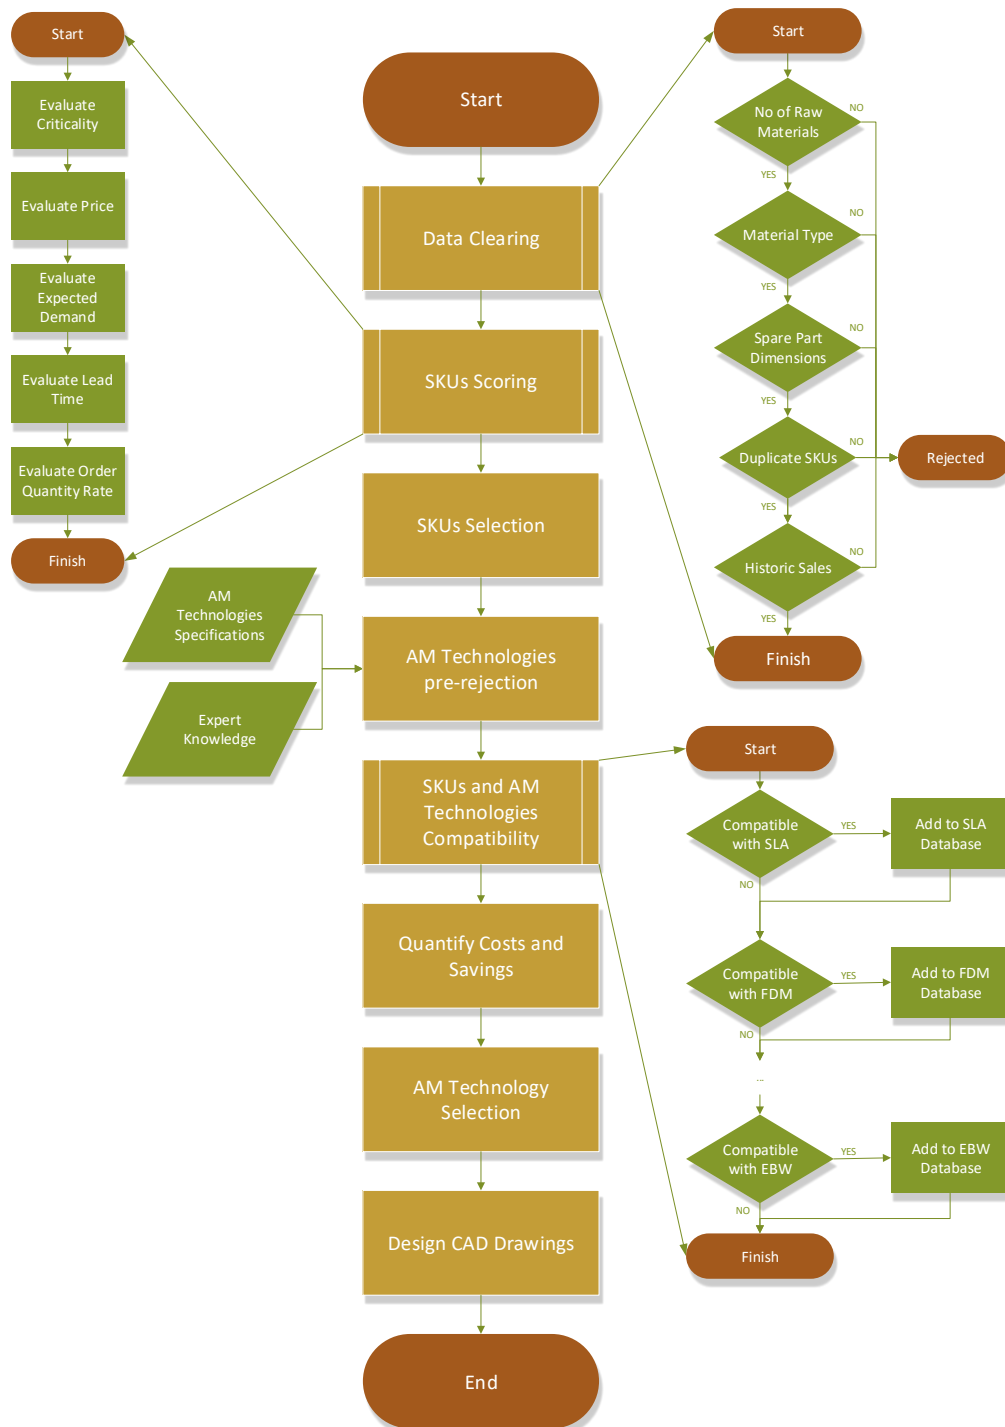 Start
Evaluate
Criticality
Evaluate Price
Evaluate
Expected
Demand
Evaluate Lead
Time
Evaluate Order
Quantity Rate
Finish
AM
Technologies
Specifications
Expert
Knowledge
Start
Data Clearing
SKUs Scoring
SKUs Selection
AM Technologies
pre-rejection
SKUs and AM
Technologies
Compatibility
Quantify Costs and
Savings
AM Technology
Selection
Design CAD Drawings
End
Start
No of Raw
Materials
NO
YES
Material Type
NO
YES
Spare Part
Dimensions
NO
YES
Duplicate SKUs
NO
YES
Rejected
Historic Sales
NO
YES
Finish
Start
Compatible
with SLA
YES
Add to SLA
Database
NO
Compatible
with FDM
YES
Add to FDM
Database
NO
...
Compatible
with EBW
YES
Add to EBW
Database
NO
Finish